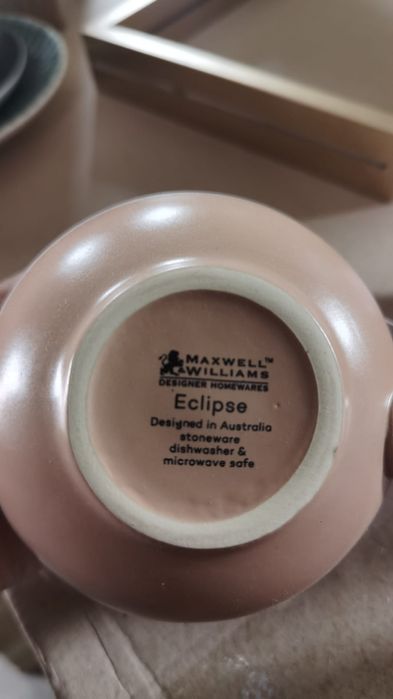 MAXWELL™
WILLIAMS
DESIGNER HOMEWARES
Eclipse
Designed in Australia
stoneware
dishwasher &
microwave safe